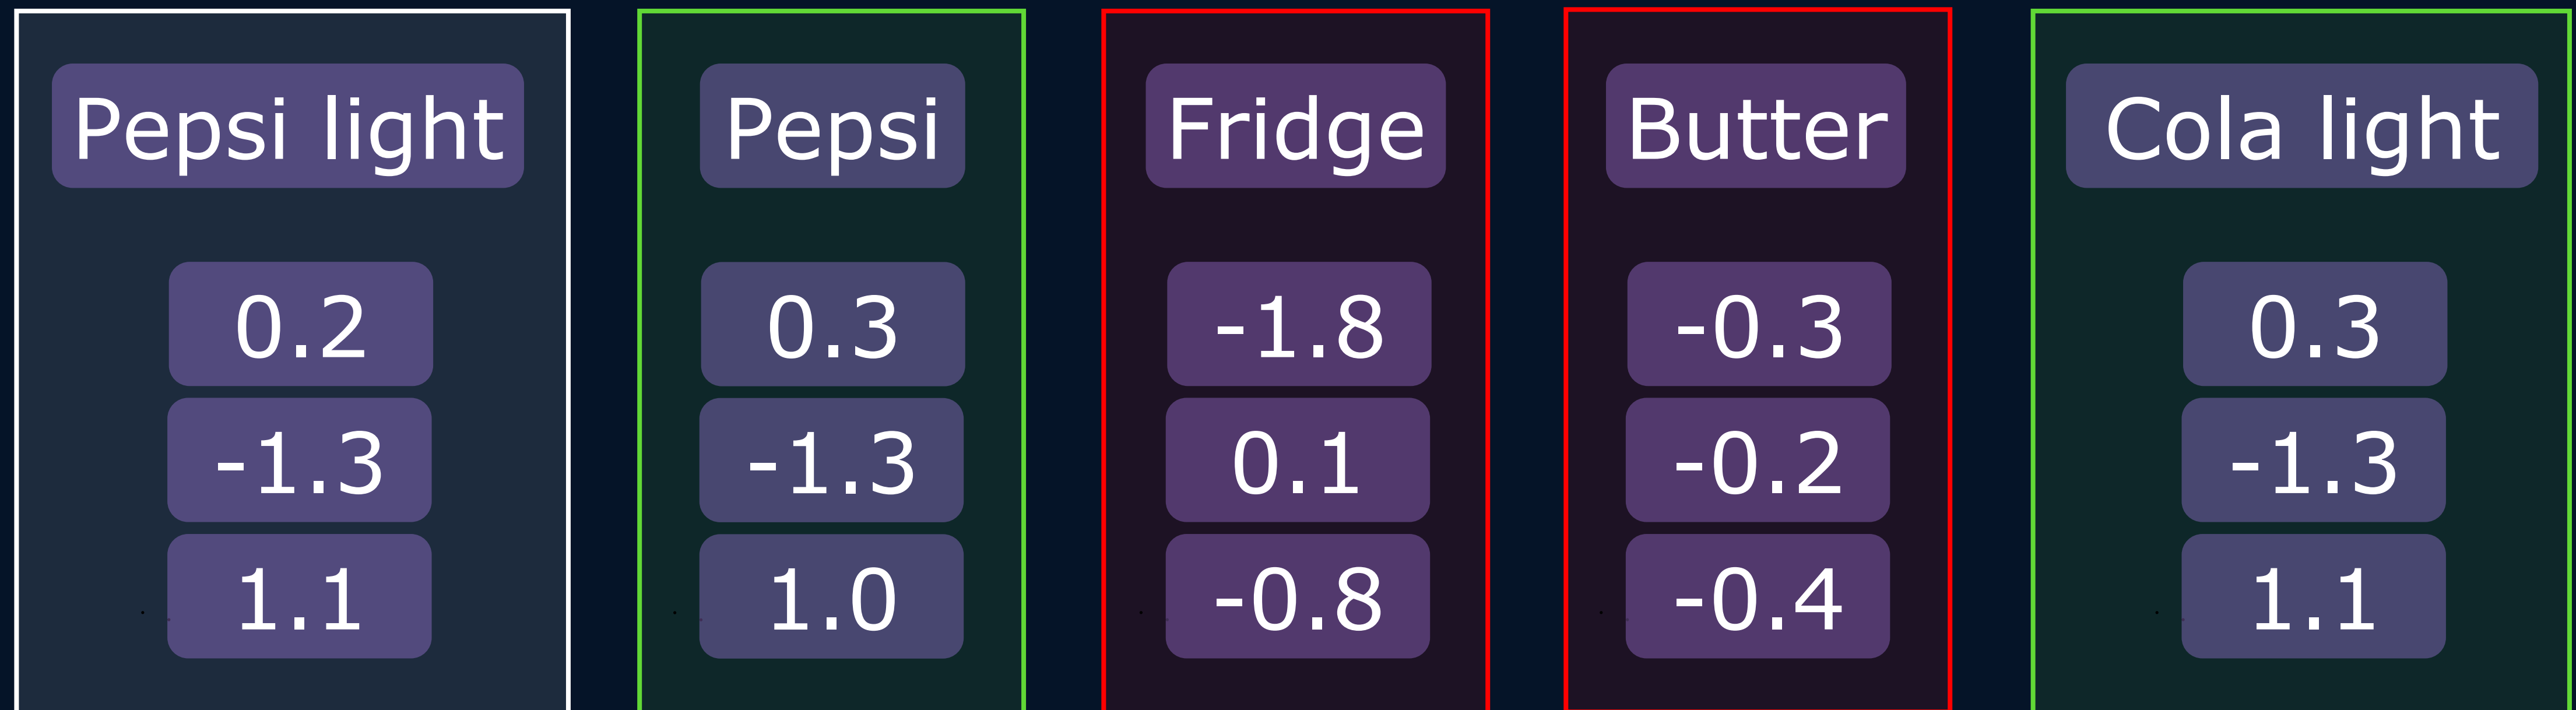 Pepsi light Pepsi Fridge Butter Cola light
0.2 0.3 -1.8 -0.3 0.3
-1.3 -1.3 0.1 -0.2 -1.3
1.1 1.0 -0.8 -0.4 1.1